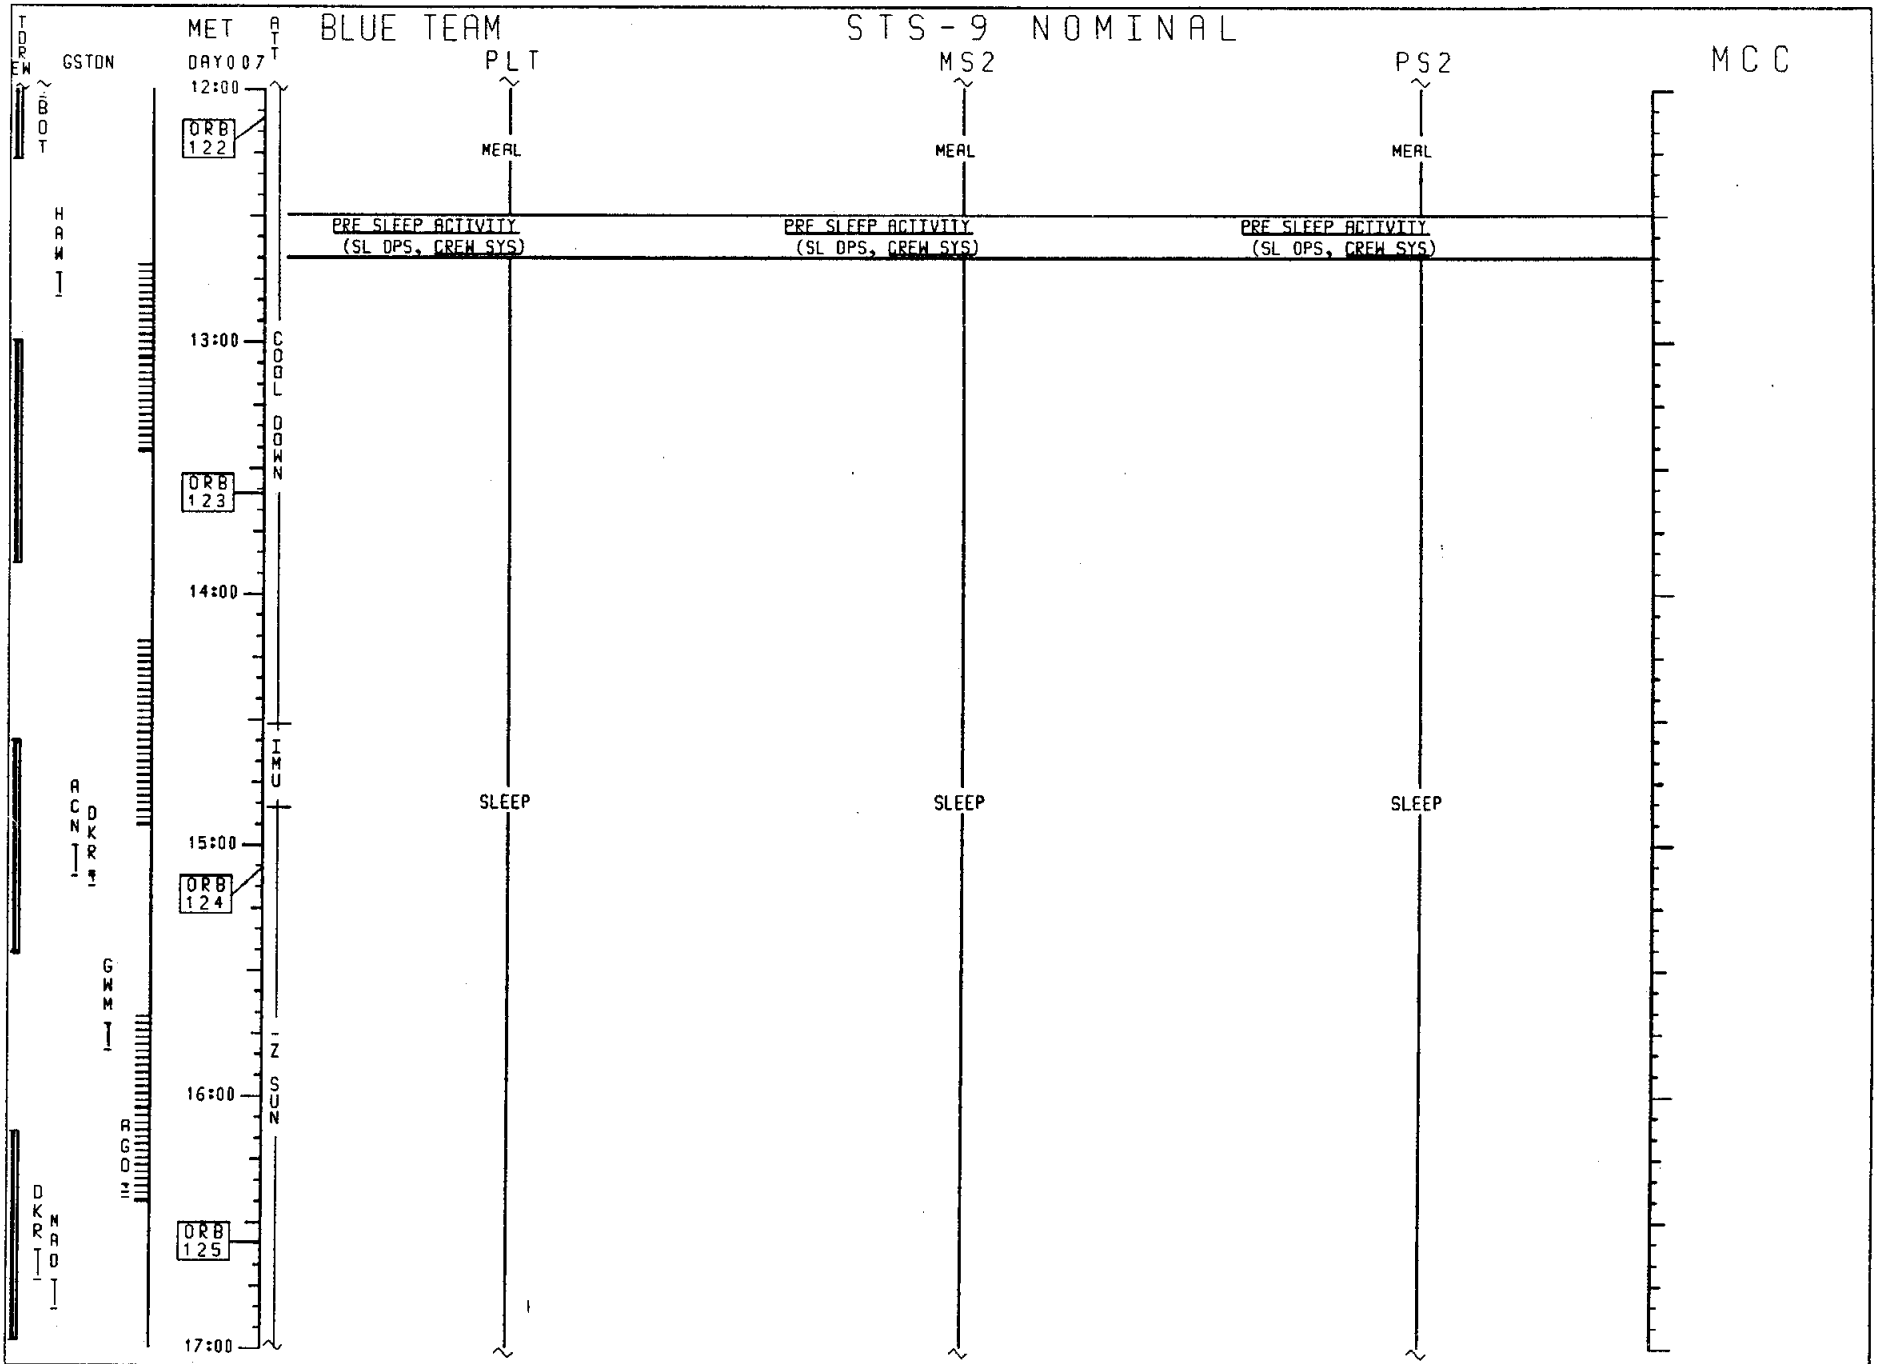 TDRW
EW
GSTDN
MET
DAY007
ATT
BLUE TEAM
STS-9 NOMINAL
PLT
MS2
PS2
MCC
12:00
BOT
ORB
122
MEAL
MEAL
MEAL
HAW
PRE SLEEP ACTIVITY
(SL OPS, CREW SYS)
PRE SLEEP ACTIVITY
(SL OPS, CREW SYS)
PRE SLEEP ACTIVITY
(SL OPS, CREW SYS)
13:00
COOL DOWN
ORB
123
14:00
IMU
ACN
DKR
SLEEP
SLEEP
SLEEP
15:00
ORB
124
GWM
-Z SUN
16:00
AGO
DKR
MAD
ORB
125
17:00